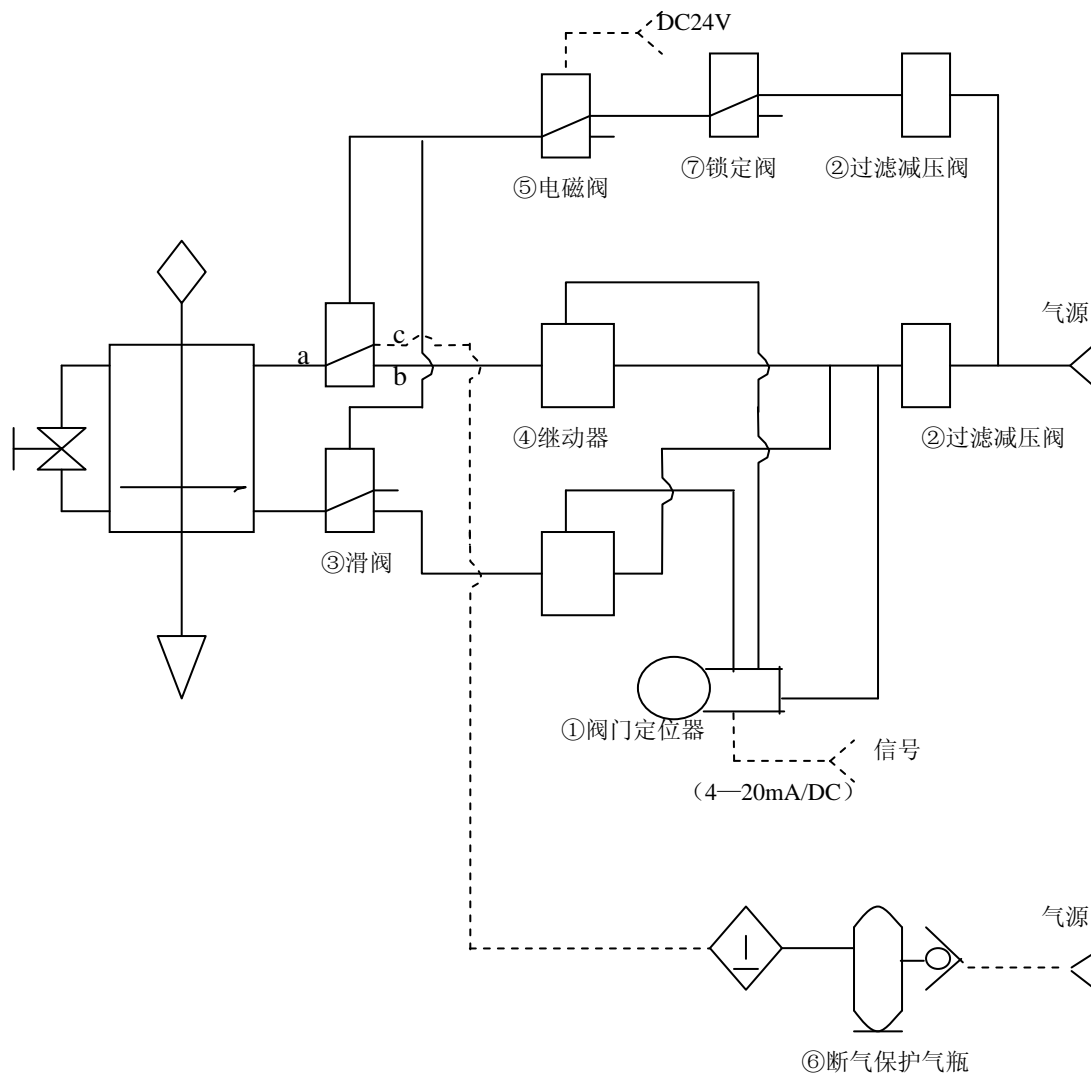 DC24V
⑤电磁阀
⑦锁定阀
②过滤减压阀
气源
a
c
b
④继动器
②过滤减压阀
③滑阀
①阀门定位器
信号
（4—20mA/DC）
气源
⑥断气保护气瓶